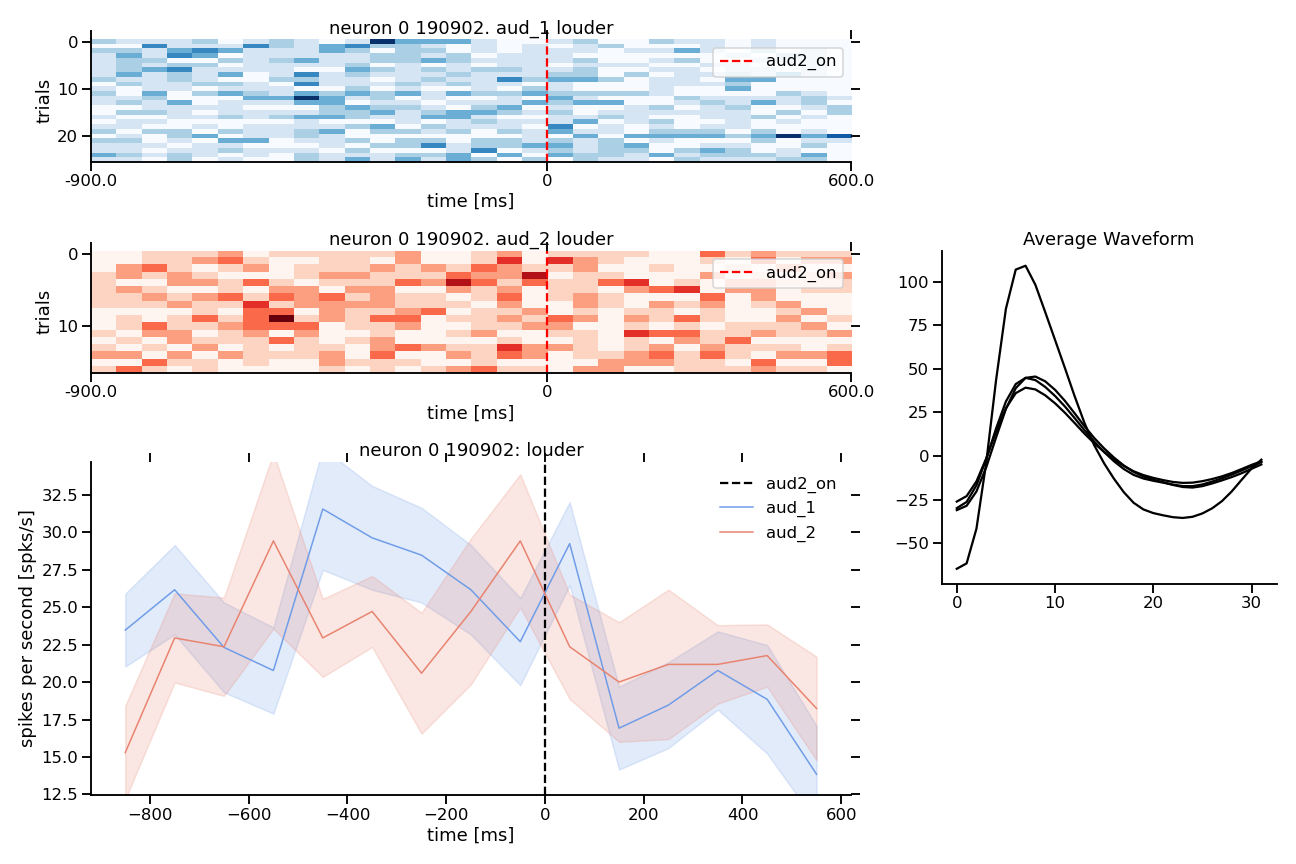 neuron 0 190902. aud_1 louder
0
10
20
trials
aud2_on
-900.0
0
600.0
time [ms]
neuron 0 190902. aud_2 louder
0
10
trials
aud2_on
-900.0
0
600.0
time [ms]
neuron 0 190902: louder
32.5
30.0
27.5
25.0
22.5
20.0
17.5
15.0
12.5
spikes per second [spks/s]
aud2_on
aud_1
aud_2
−800
−600
−400
−200
0
200
400
600
time [ms]
Average Waveform
100
75
50
25
0
−25
−50
0
10
20
30